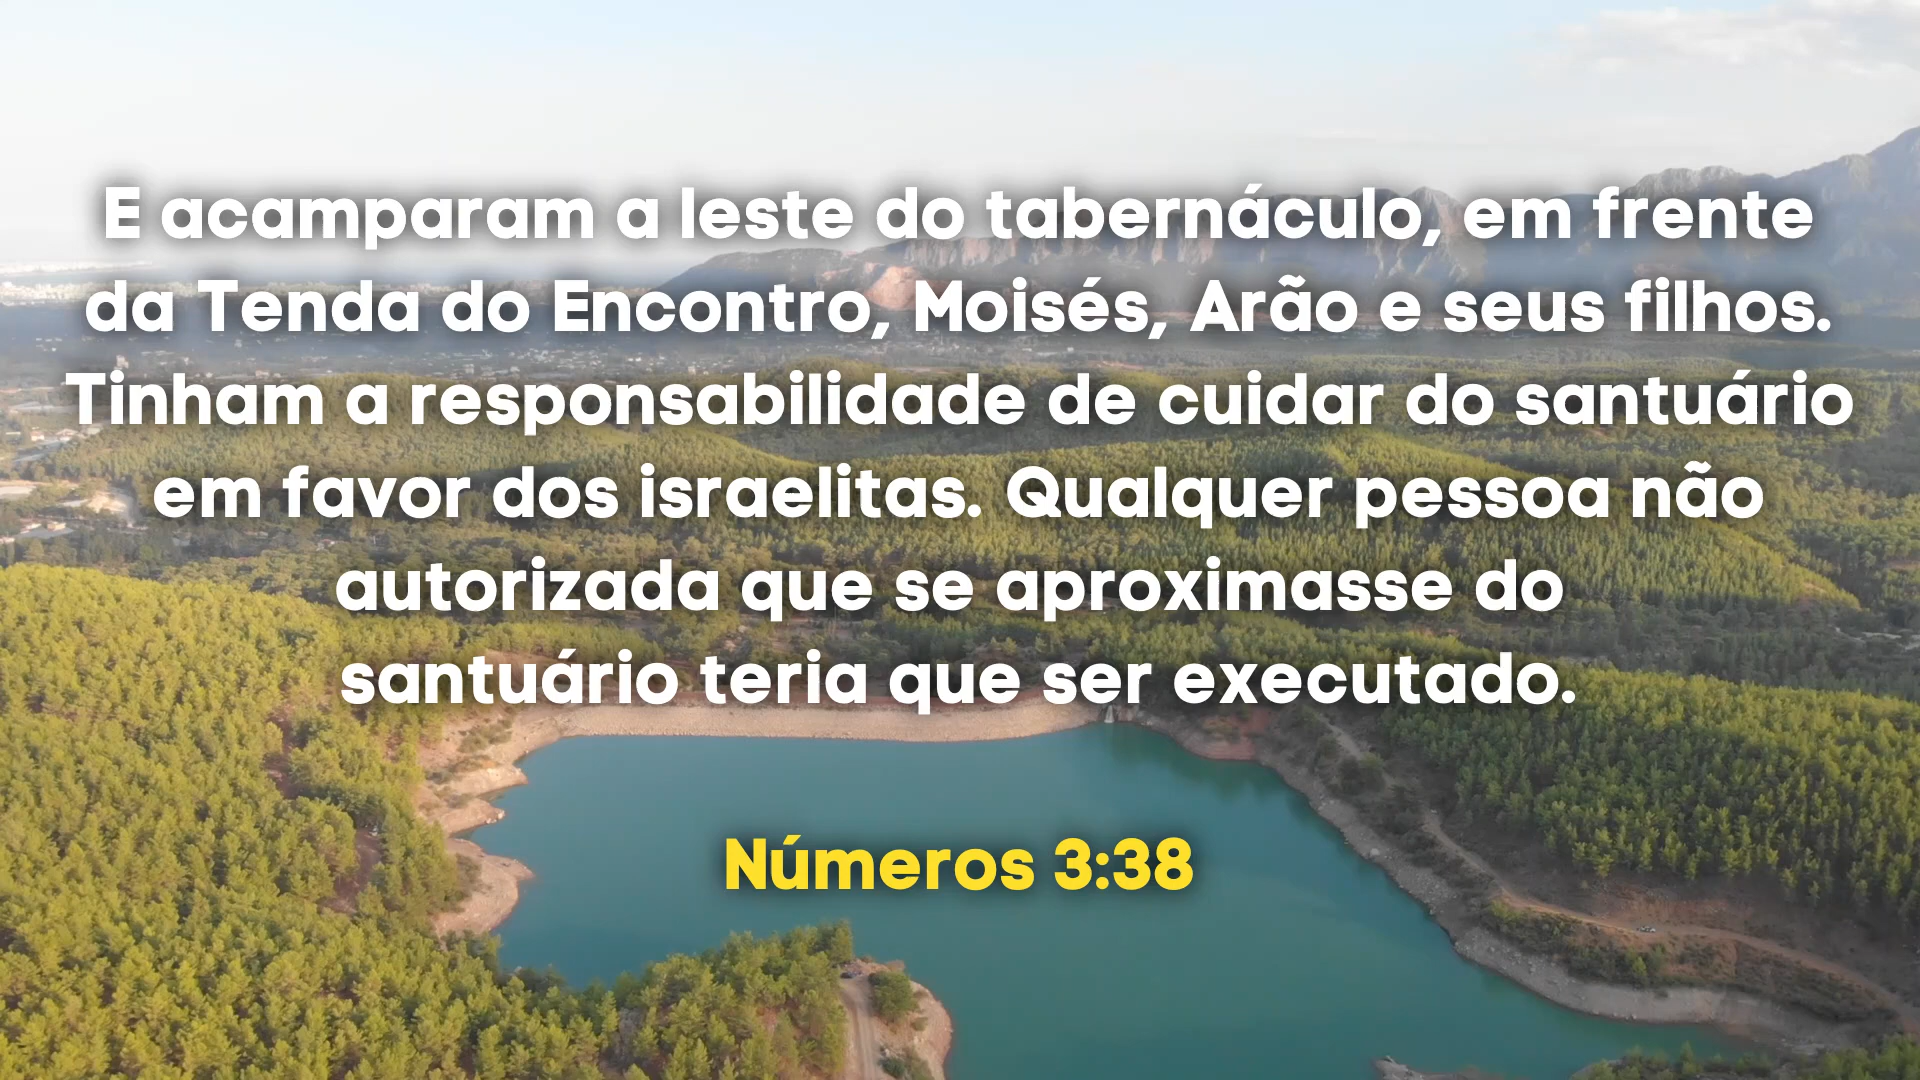 E acamparam a leste do tabernáculo, em frente
da Tenda do Encontro, Moisés, Arão e seus filhos.
Tinham a responsabilidade de cuidar do santuário
em favor dos israelitas. Qualquer pessoa não
autorizada que se aproximasse do
santuário teria que ser executado.
Números 3:38